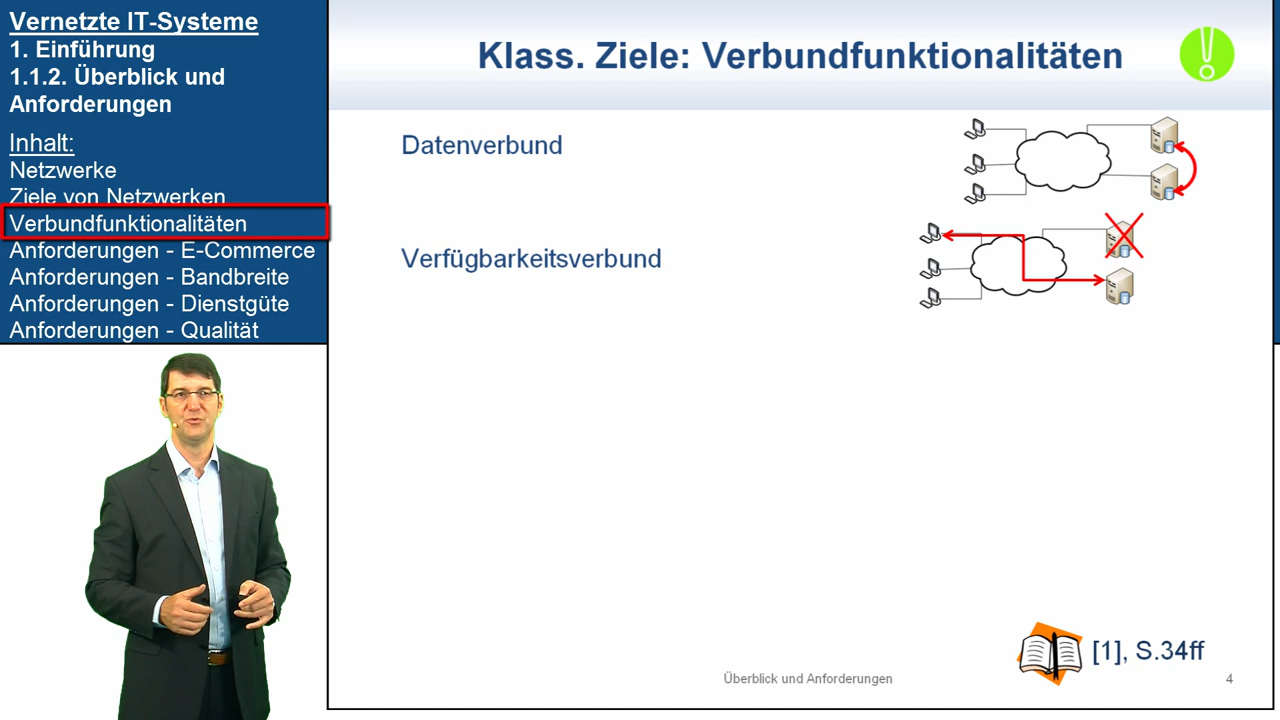 Vernetzte IT-Systeme
1. Einführung
1.1.2. Überblick und
Anforderungen
Inhalt:
Netzwerke
Ziele von Netzwerken
Verbundfunktionalitäten
Anforderungen - E-Commerce
Anforderungen - Bandbreite
Anforderungen - Dienstgüte
Anforderungen - Qualität
Klass. Ziele: Verbundfunktionalitäten
Datenverbund
Verfügbarkeitsverbund
[1], S.34ff
Überblick und Anforderungen
4